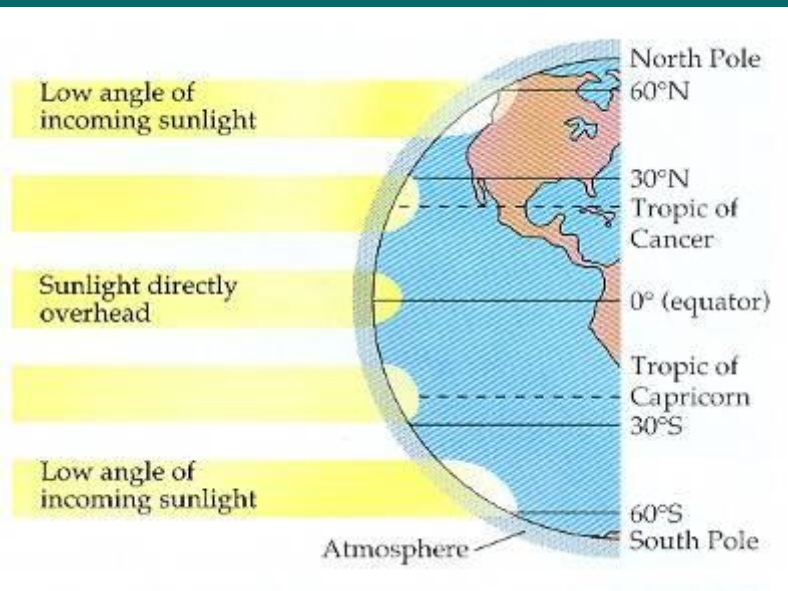 Low angle of
incoming sunlight
Sunlight directly
overhead
Low angle of
incoming sunlight
Atmosphere
North Pole
60°N
30°N
Tropic of
Cancer
0° (equator)
Tropic of
Capricorn
30°S
60°S
South Pole